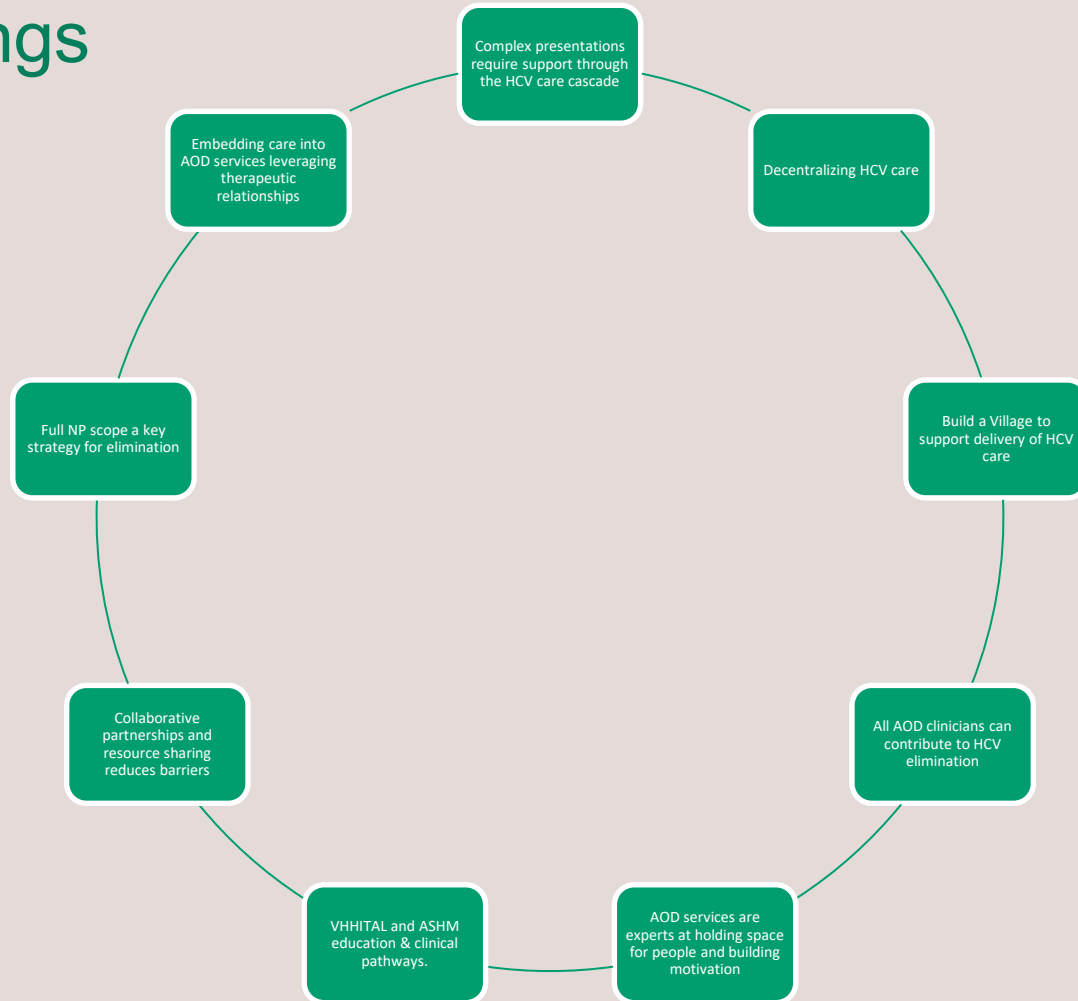 ngs
Complex presentations
require support through
the HCV care cascade
Decentralizing HCV care
Build a Village to
support delivery of HCV
care
All AOD clinicians can
contribute to HCV
elimination
AOD services are
experts at holding space
for people and building
motivation
VHHITAL and ASHM
education & clinical
pathways.
Collaborative
partnerships and
resource sharing
reduces barriers
Full NP scope a key
strategy for elimination
Embedding care into
AOD services leveraging
therapeutic
relationships